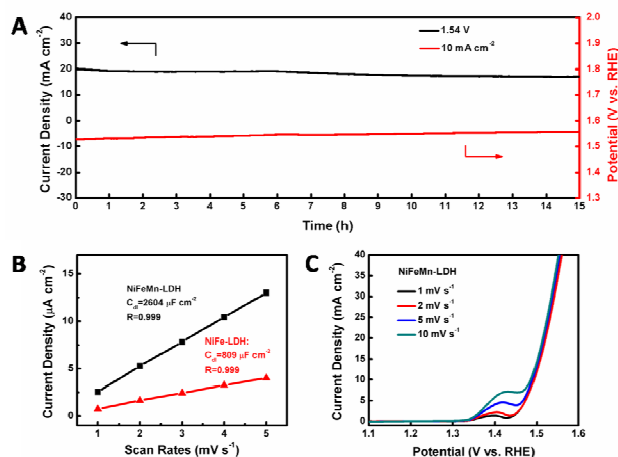 A
1.54 V
10 mA cm⁻²
Current Density (mA cm⁻²)
40
30
20
10
0
-10
-20
-30
2.0
1.9
1.8
1.7
1.6
1.5
1.4
1.3
Potential (V vs. RHE)
0 1 2 3 4 5 6 7 8 9 10 11 12 13 14 15
Time (h)
B
Current Density (μA cm⁻²)
15
10
5
0
NiFeMn-LDH
C_dl=2604 μF cm⁻²
R=0.999
NiFe-LDH:
C_dl=809 μF cm⁻²
R=0.999
1 2 3 4 5
Scan Rates (mV s⁻¹)
C
Current Density (mA cm⁻²)
40
35
30
25
20
15
10
5
0
NiFeMn-LDH
1 mV s⁻¹
2 mV s⁻¹
5 mV s⁻¹
10 mV s⁻¹
1.1 1.2 1.3 1.4 1.5 1.6
Potential (V vs. RHE)